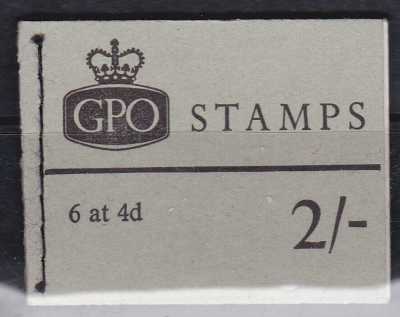 GPO STAMPS
6 at 4d 2/-